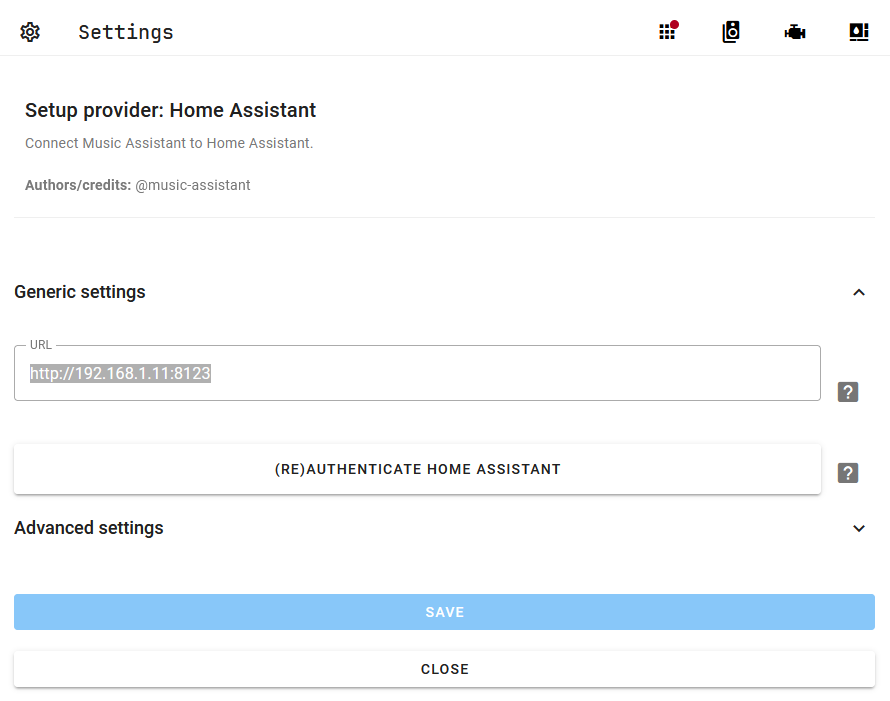 Settings
Setup provider: Home Assistant
Connect Music Assistant to Home Assistant.
Authors/credits: @music-assistant
Generic settings
URL
http://192.168.1.11:8123
?
(RE)AUTHENTICATE HOME ASSISTANT
?
Advanced settings
SAVE
CLOSE